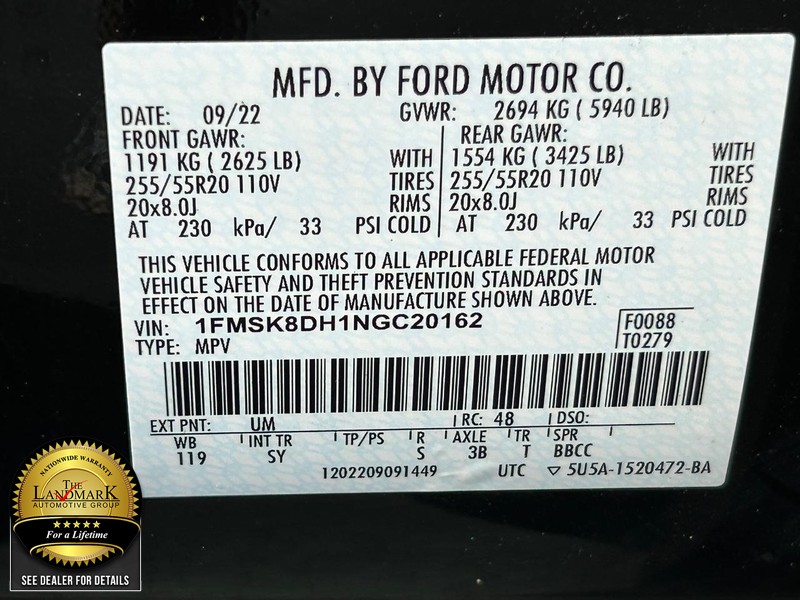 MFD. BY FORD MOTOR CO.
DATE: 09/22 GVWR: 2694 KG ( 5940 LB)
FRONT GAWR: REAR GAWR:
1191 KG ( 2625 LB) WITH 1554 KG ( 3425 LB) WITH
255/55R20 110V TIRES 255/55R20 110V TIRES
20x8.0J RIMS 20x8.0J RIMS
AT 230 kPa/ 33 PSI COLD AT 230 kPa/ 33 PSI COLD
THIS VEHICLE CONFORMS TO ALL APPLICABLE FEDERAL MOTOR
VEHICLE SAFETY AND THEFT PREVENTION STANDARDS IN
EFFECT ON THE DATE OF MANUFACTURE SHOWN ABOVE.
VIN: 1FMSK8DH1NGC20162 F0088
TYPE: MPV T0279
EXT PNT: UM RC: 48 DSO:
WB INT TR TP/PS R AXLE TR SPR
119 SY S 3B T BBCC
1202209091449 UTC ▽ 5U5A-1520472-BA
NATIONWIDE WARRANTY
THE
LANDMARK
AUTOMOTIVE GROUP
For a Lifetime
SEE DEALER FOR DETAILS